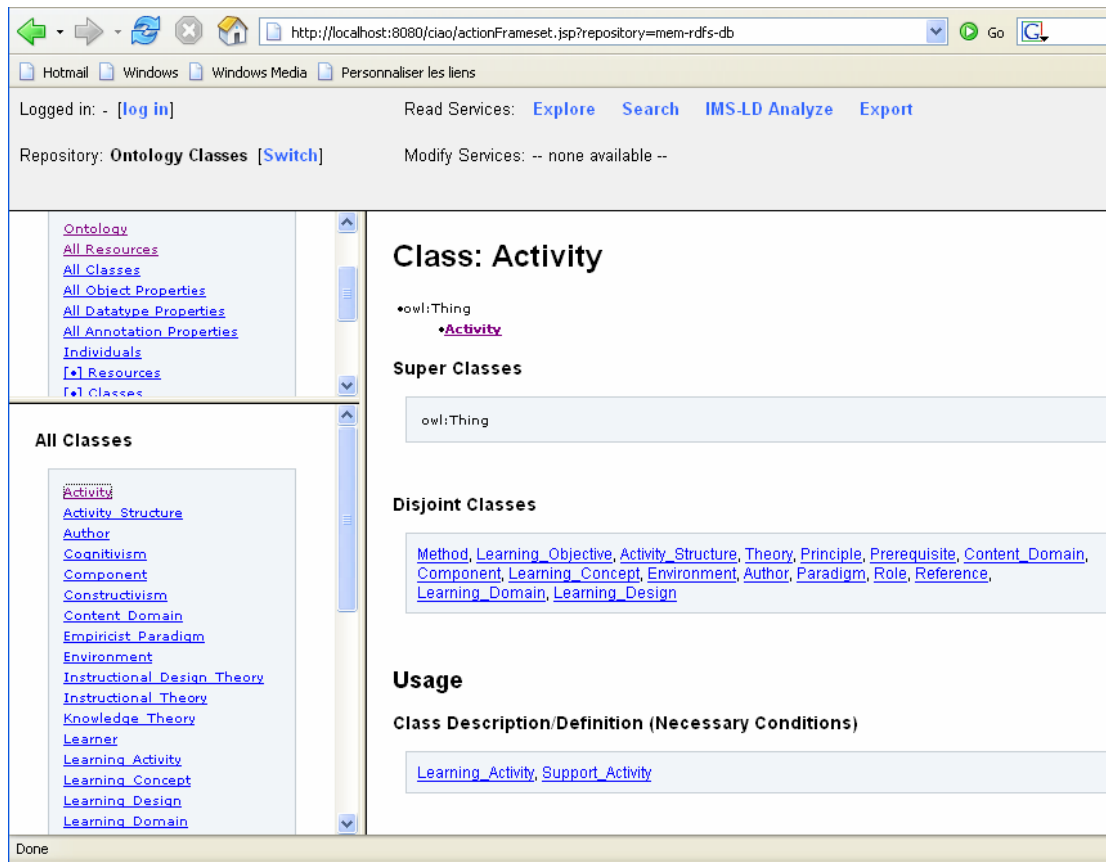 http://localhost:8080/ciao/actionFrameset.jsp?repository=mem-rdfs-db
Go
G
Hotmail Windows Windows Media Personnaliser les liens
Logged in: - [log in]
Read Services: Explore Search IMS-LD Analyze Export
Repository: Ontology Classes [Switch]
Modify Services: -- none available --
Ontology
All Resources
All Classes
All Object Properties
All Datatype Properties
All Annotation Properties
Individuals
[•] Resources
[•] Classes
All Classes
Activity
Activity_Structure
Author
Cognitivism
Component
Constructivism
Content_Domain
Empiricist_Paradigm
Environment
Instructional_Design_Theory
Instructional_Theory
Knowledge_Theory
Learner
Learning_Activity
Learning_Concept
Learning_Design
Learning_Domain
Class: Activity
•owl:Thing
•Activity
Super Classes
owl:Thing
Disjoint Classes
Method, Learning_Objective, Activity_Structure, Theory, Principle, Prerequisite, Content_Domain,
Component, Learning_Concept, Environment, Author, Paradigm, Role, Reference,
Learning_Domain, Learning_Design
Usage
Class Description/Definition (Necessary Conditions)
Learning_Activity, Support_Activity
Done